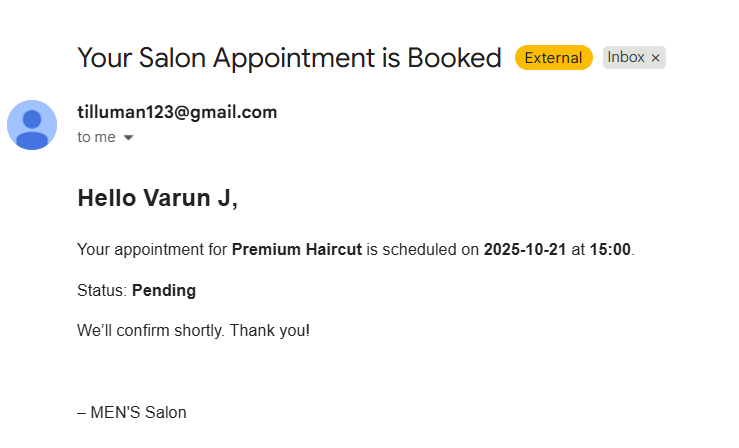 Your Salon Appointment is Booked External Inbox ×
tilluman123@gmail.com
to me
Hello Varun J,
Your appointment for Premium Haircut is scheduled on 2025-10-21 at 15:00.
Status: Pending
We’ll confirm shortly. Thank you!
– MEN'S Salon